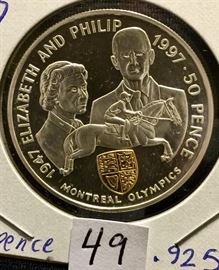 1947 ELIZABETH AND PHILIP 1997 · 50 PENCE
MONTREAL OLYMPICS
pence
49
.925